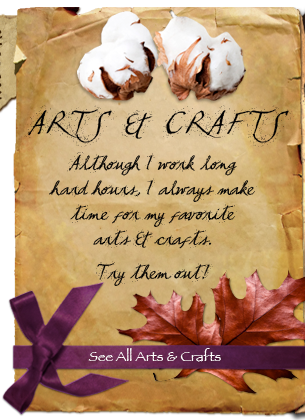 ARTS & CRAFTS
Although I work long
hard hours, I always make
time for my favorite
arts & crafts.
Try them out!
See All Arts & Crafts